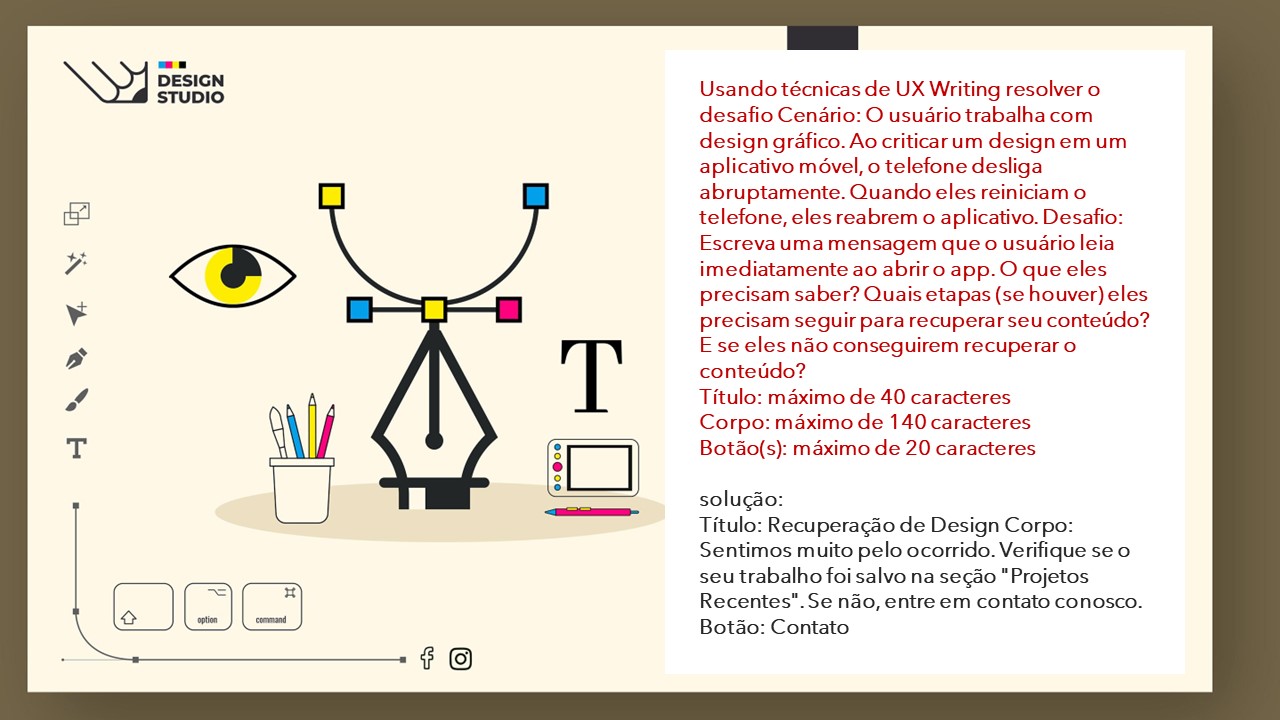 DESIGN
STUDIO
T
T
option
command
Usando técnicas de UX Writing resolver o
desafio Cenário: O usuário trabalha com
design gráfico. Ao criticar um design em um
aplicativo móvel, o telefone desliga
abruptamente. Quando eles reiniciam o
telefone, eles reabrem o aplicativo. Desafio:
Escreva uma mensagem que o usuário leia
imediatamente ao abrir o app. O que eles
precisam saber? Quais etapas (se houver) eles
precisam seguir para recuperar seu conteúdo?
E se eles não conseguirem recuperar o
conteúdo?
Título: máximo de 40 caracteres
Corpo: máximo de 140 caracteres
Botão(s): máximo de 20 caracteres
solução:
Título: Recuperação de Design Corpo:
Sentimos muito pelo ocorrido. Verifique se o
seu trabalho foi salvo na seção "Projetos
Recentes". Se não, entre em contato conosco.
Botão: Contato